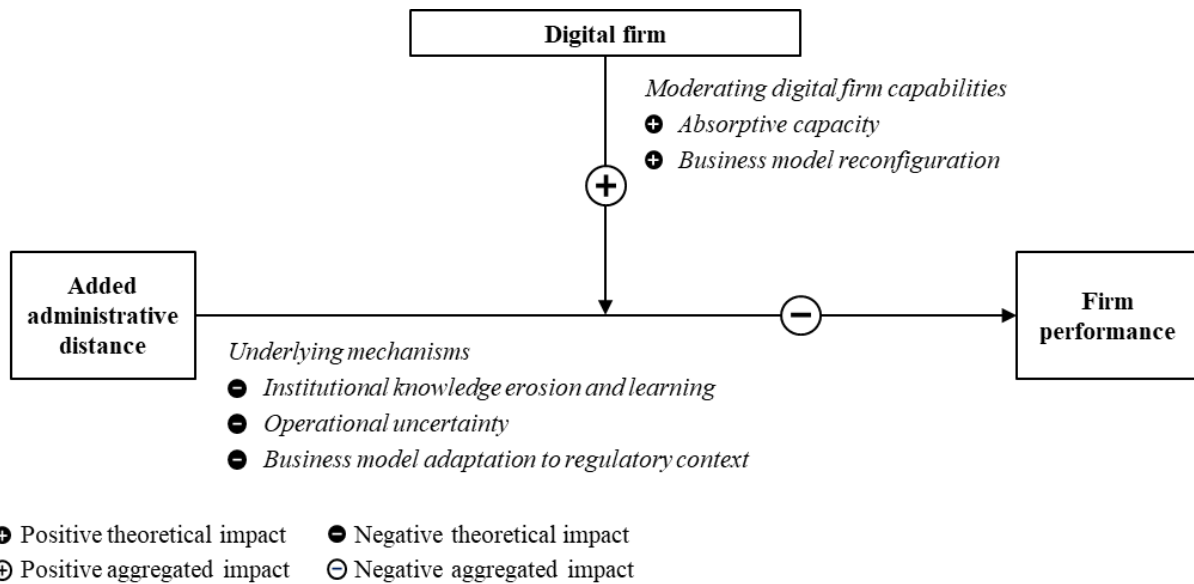 Digital firm
Moderating digital firm capabilities
Absorptive capacity
Business model reconfiguration
Added
administrative
distance
Firm
performance
Underlying mechanisms
Institutional knowledge erosion and learning
Operational uncertainty
Business model adaptation to regulatory context
Positive theoretical impact Negative theoretical impact
Positive aggregated impact Negative aggregated impact